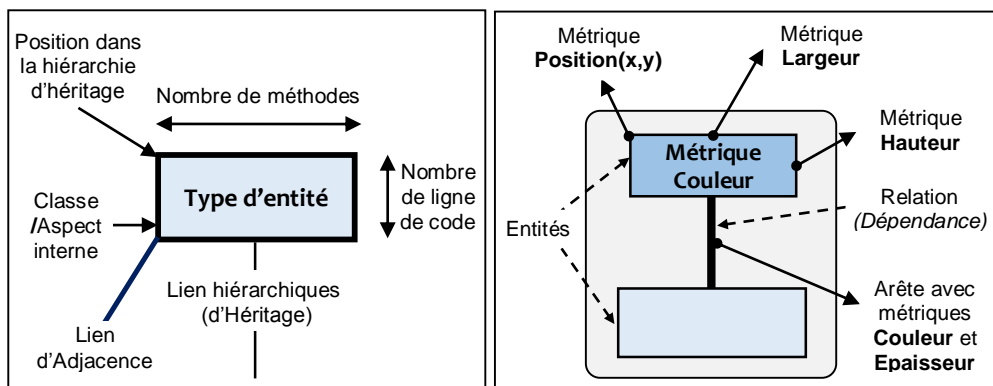 Position dans
la hiérarchie
d'héritage
Nombre de méthodes
Type d'entité
Nombre
de ligne
de code
Classe
/Aspect
interne
Lien hiérarchiques
(d'Héritage)
Lien
d'Adjacence
Métrique
Position(x,y)
Métrique
Largeur
Métrique
Hauteur
Métrique
Couleur
Entités
Relation
(Dépendance)
Arête avec
métriques
Couleur et
Epaisseur